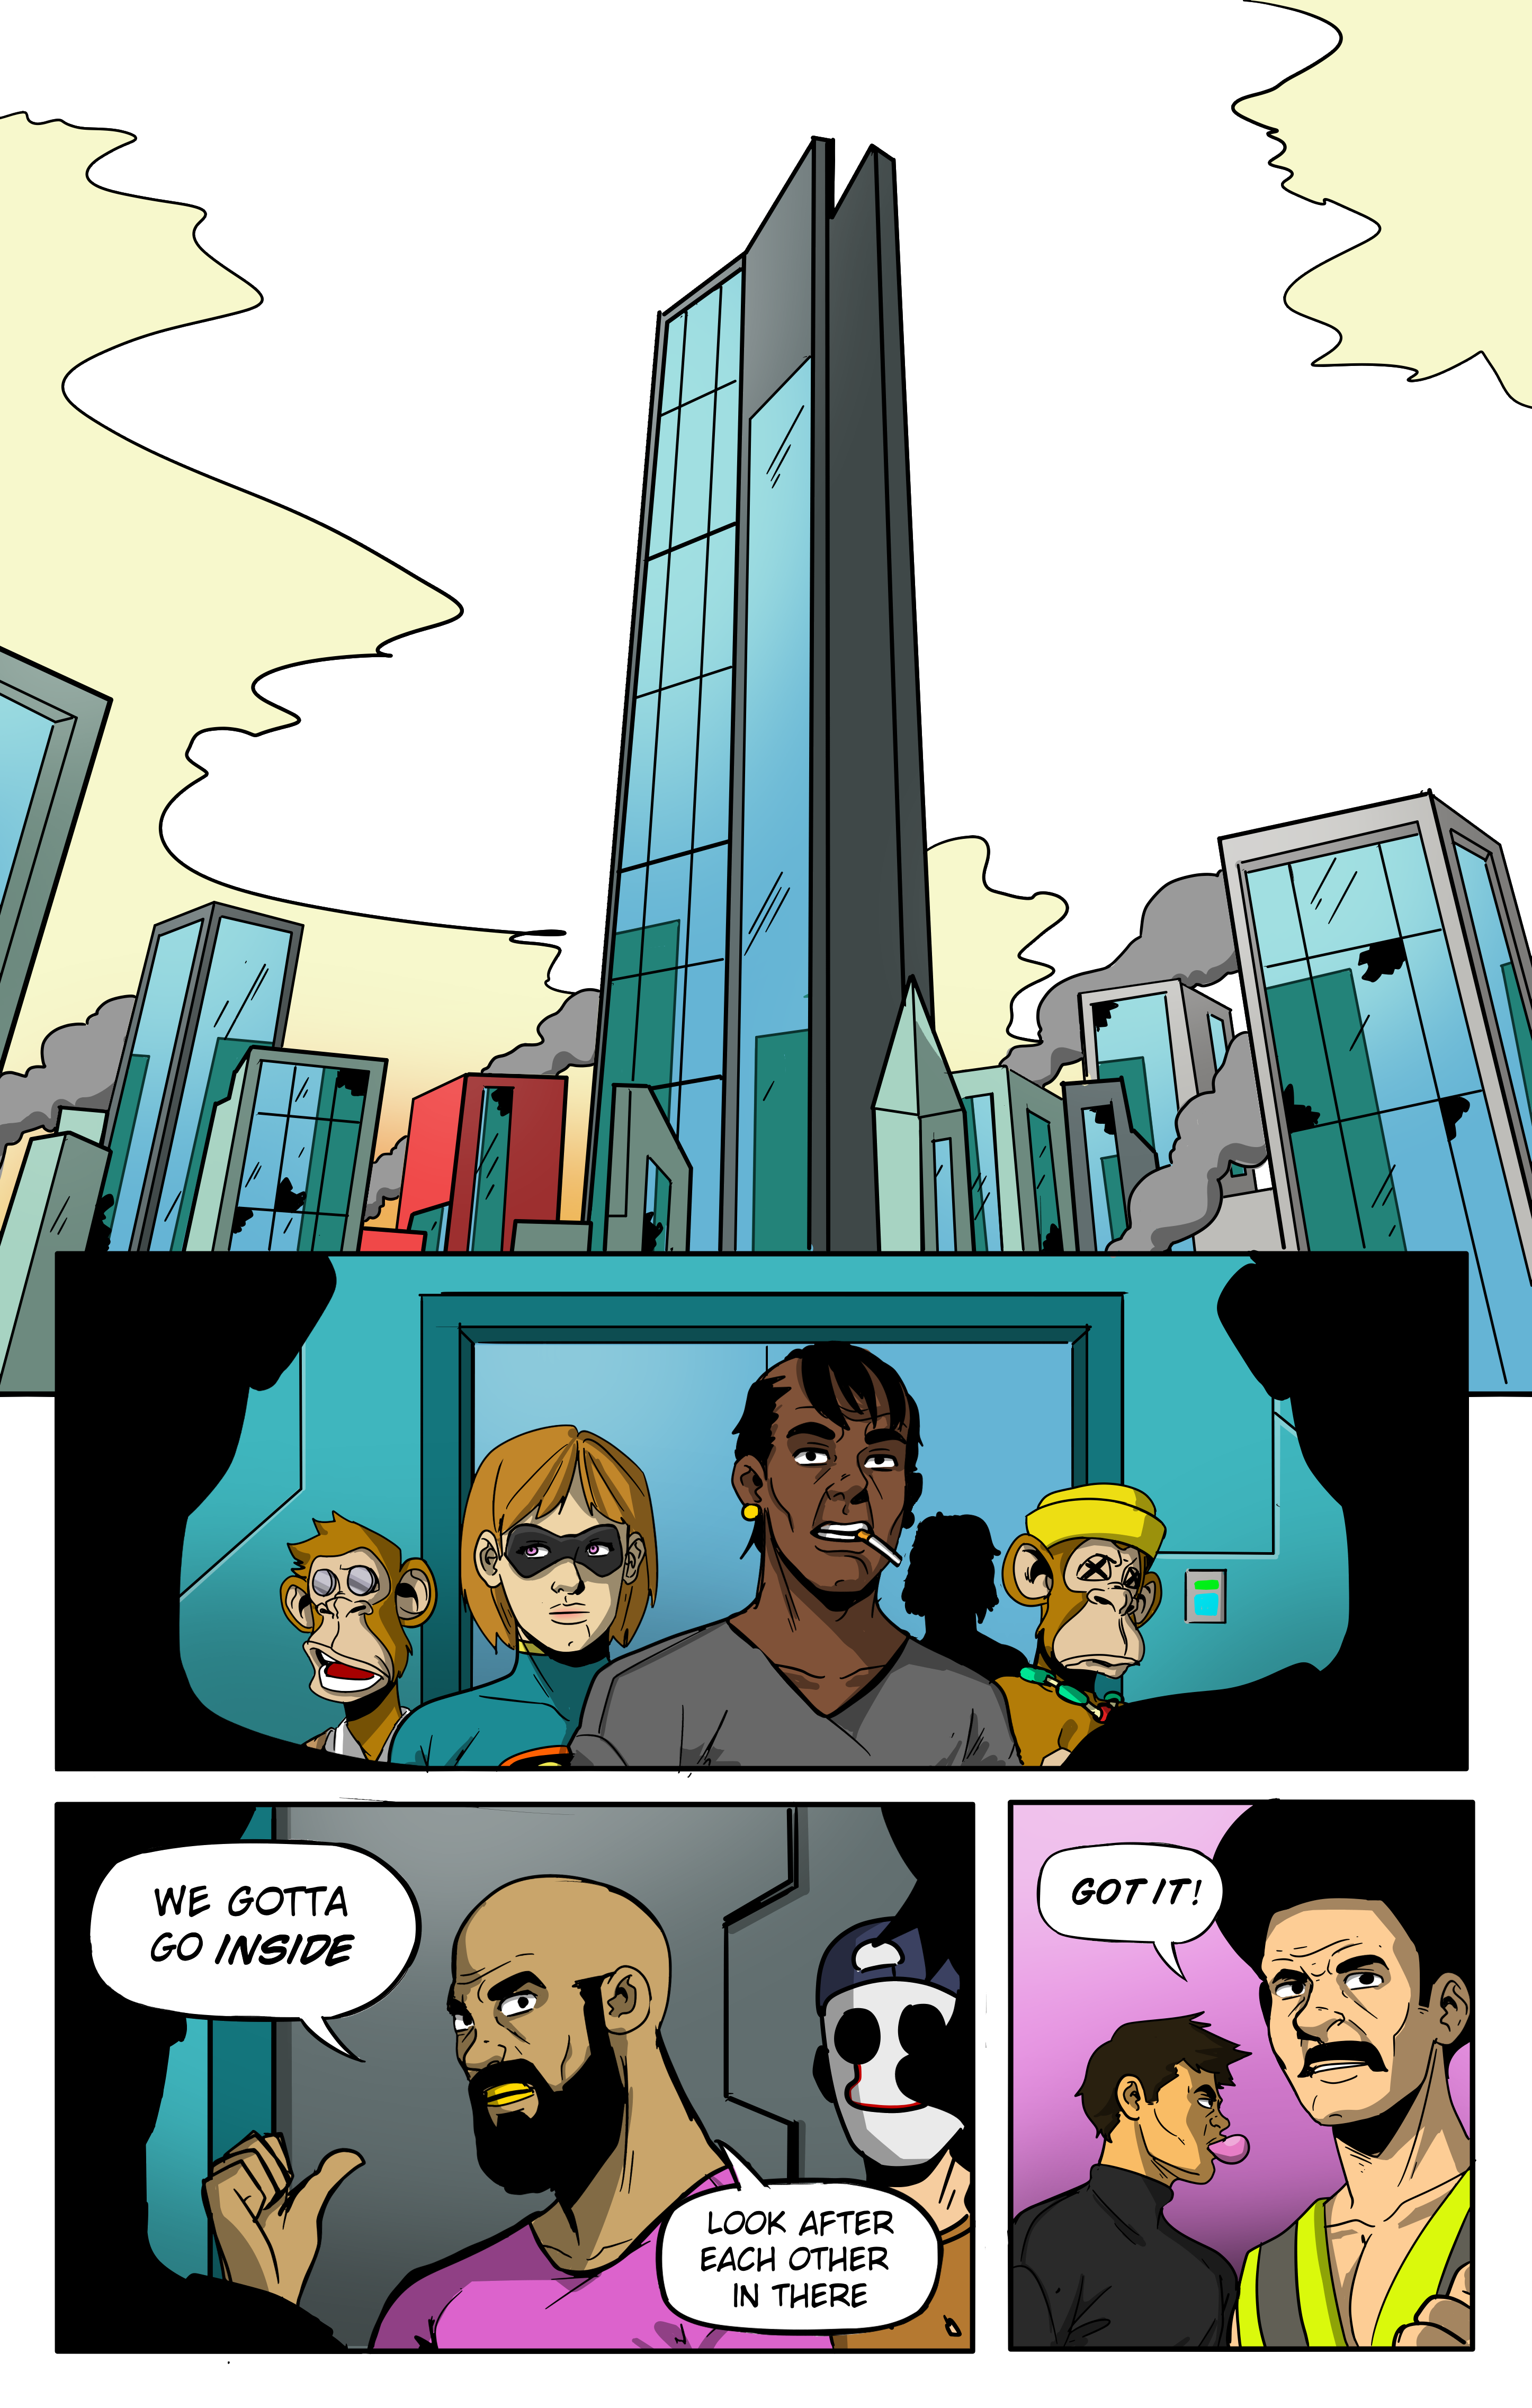 WE GOTTA
GO INSIDE
LOOK AFTER
EACH OTHER
IN THERE
GOT IT!